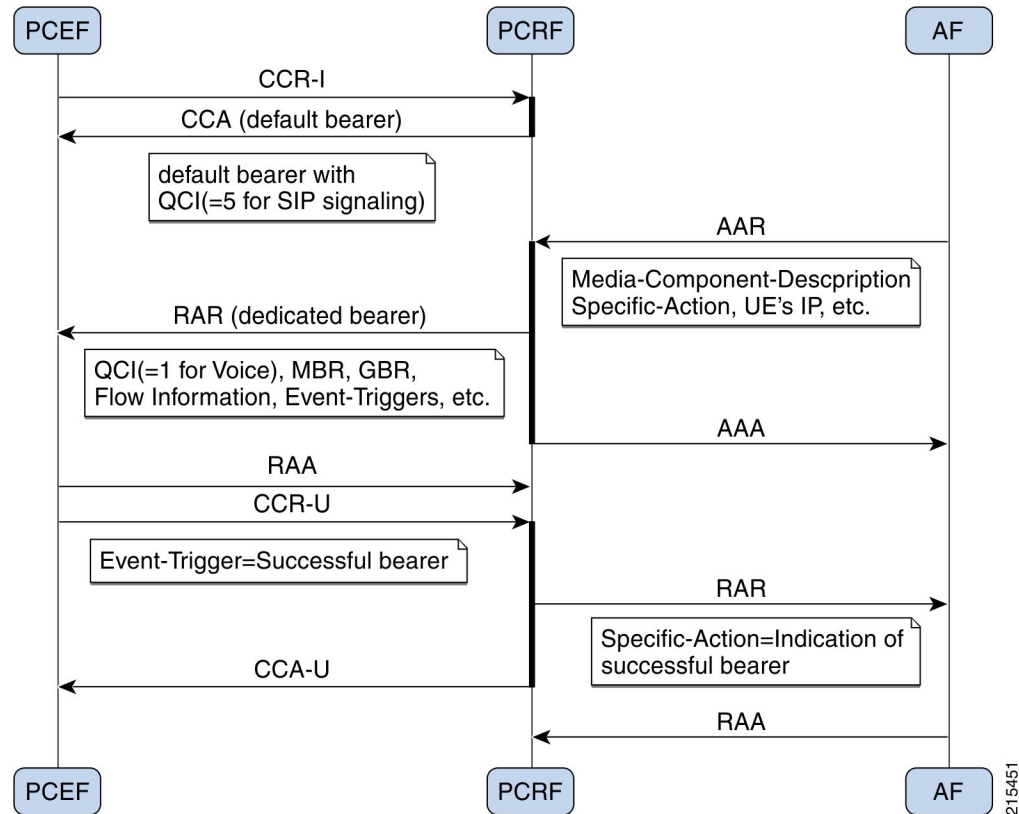 PCEF
PCRF
AF
CCR-I
CCA (default bearer)
default bearer with
QCI(=5 for SIP signaling)
AAR
Media-Component-Descpription
Specific-Action, UE's IP, etc.
RAR (dedicated bearer)
QCI(=1 for Voice), MBR, GBR,
Flow Information, Event-Triggers, etc.
AAA
RAA
CCR-U
Event-Trigger=Successful bearer
RAR
Specific-Action=Indication of
successful bearer
CCA-U
RAA
PCEF
PCRF
AF
215451